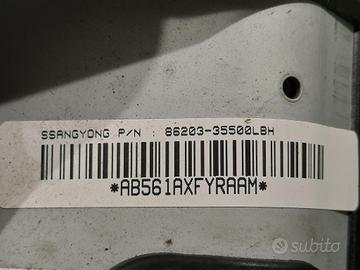 SSANGYONG P/N : 86203-35500LBH
*AB561AXFYRAAM*
subito